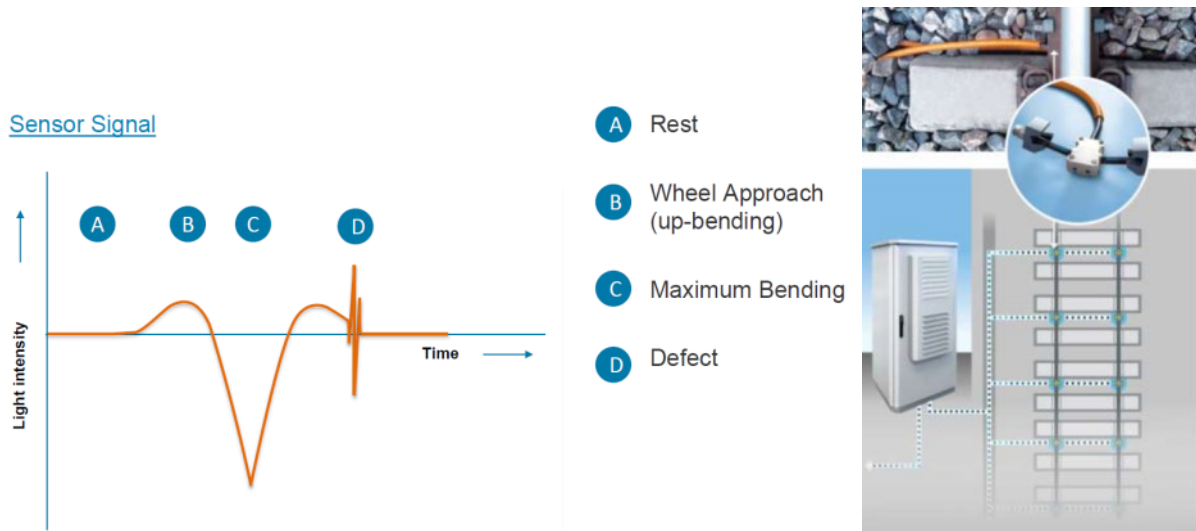 Sensor Signal
A
B
C
D
Light intensity
Time
A Rest
B Wheel Approach
(up-bending)
C Maximum Bending
D Defect